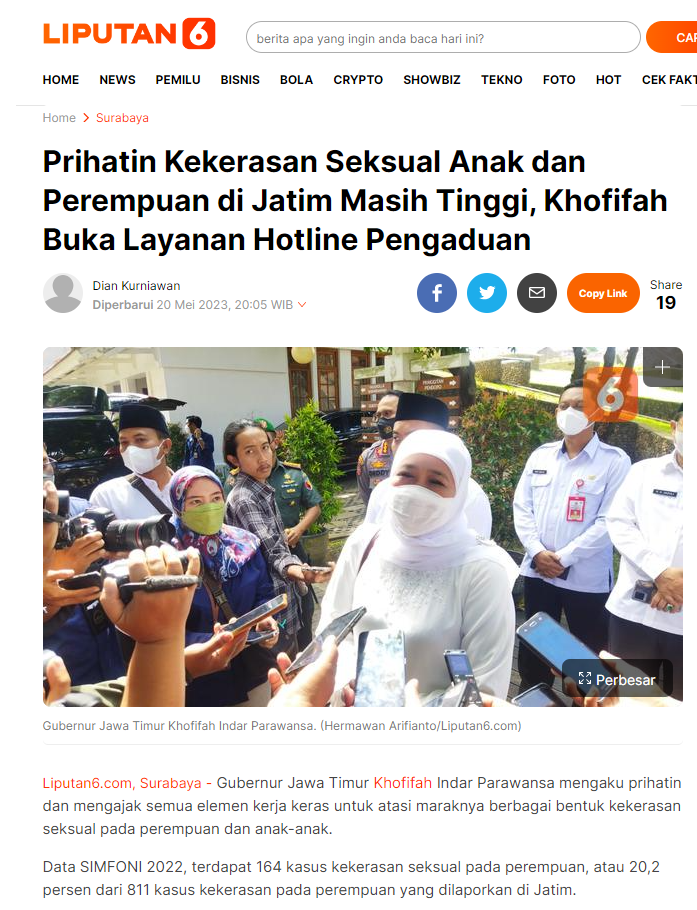 LIPUTAN 6
berita apa yang ingin anda baca hari ini?
CAR
HOME NEWS PEMILU BISNIS BOLA CRYPTO SHOWBIZ TEKNO FOTO HOT CEK FAKT
Home > Surabaya
Prihatin Kekerasan Seksual Anak dan
Perempuan di Jatim Masih Tinggi, Khofifah
Buka Layanan Hotline Pengaduan
Dian Kurniawan
Diperbarui 20 Mei 2023, 20:05 WIB
Copy Link
Share
19
6
Perbesar
Gubernur Jawa Timur Khofifah Indar Parawansa. (Hermawan Arifianto/Liputan6.com)
Liputan6.com, Surabaya - Gubernur Jawa Timur Khofifah Indar Parawansa mengaku prihatin
dan mengajak semua elemen kerja keras untuk atasi maraknya berbagai bentuk kekerasan
seksual pada perempuan dan anak-anak.
Data SIMFONI 2022, terdapat 164 kasus kekerasan seksual pada perempuan, atau 20,2
persen dari 811 kasus kekerasan pada perempuan yang dilaporkan di Jatim.